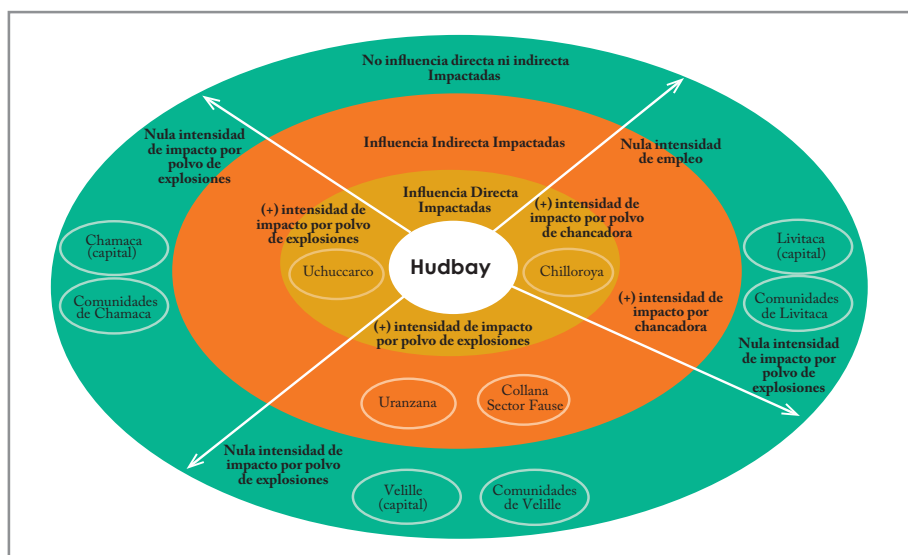 No influencia directa ni indirecta
Impactadas
Nula intensidad
de impacto por
polvo de
explosiones
Influencia Indirecta Impactadas
Nula intensidad
de empleo
Influencia Directa
Impactadas
(+) intensidad de
impacto por polvo
de explosiones
(+) intensidad de
impacto por polvo
de chancadora
Chamaca
(capital)
Comunidades
de Chamaca
Uchuccarco
Hudbay
Chilloroya
Livitaca
(capital)
Comunidades
de Livitaca
(+) intensidad de
impacto por
chancadora
(+) intensidad de impacto
por polvo de explosiones
Nula intensidad
de impacto por
polvo de
explosiones
Uranzana
Collana
Sector Fause
Nula intensidad de
impacto por polvo
de explosiones
Velille
(capital)
Comunidades
de Velille